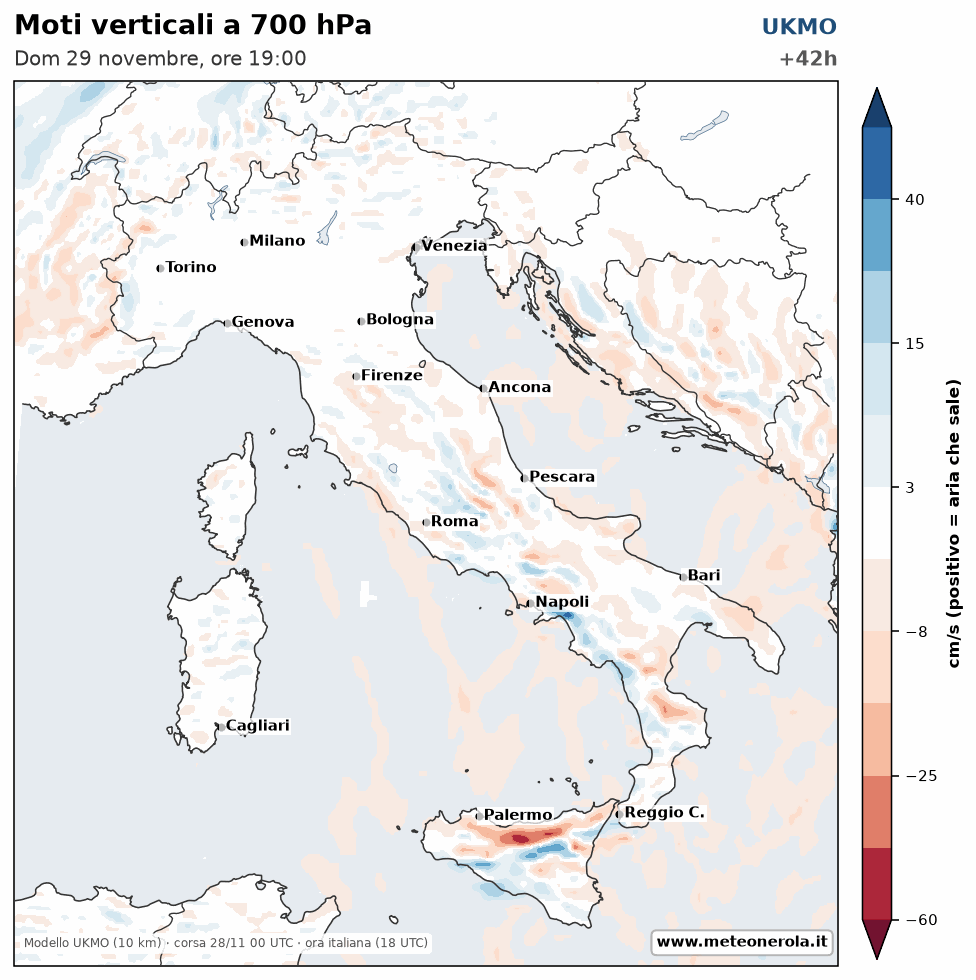 Moti verticali a 700 hPa
UKMO
Dom 29 novembre, ore 19:00
+42h
Milano
Venezia
Torino
Genova
Bologna
Firenze
Ancona
Pescara
Roma
Bari
Napoli
Cagliari
Palermo
Reggio C.
40
15
3
−8
−25
−60
cm/s (positivo = aria che sale)
Modello UKMO (10 km) · corsa 28/11 00 UTC · ora italiana (18 UTC)
www.meteonerola.it